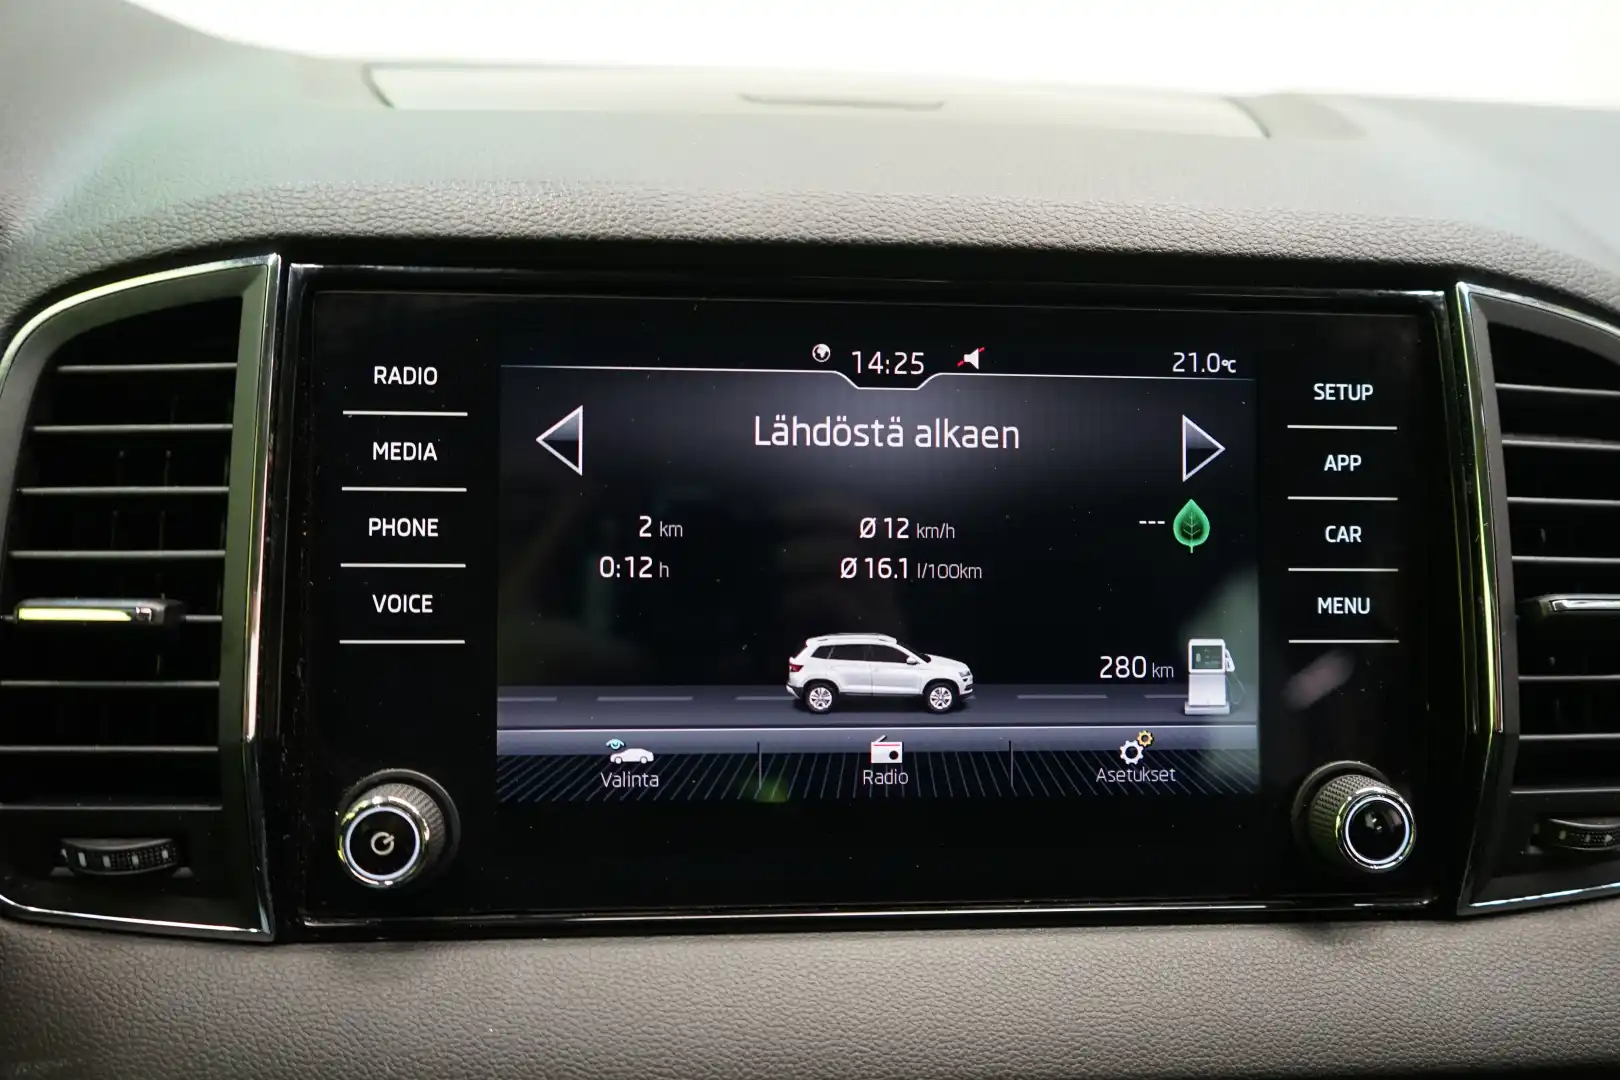 RADIO
MEDIA
PHONE
VOICE
14:25
21.0°C
Lähdöstä alkaen
2 km
Ø 12 km/h
---
0:12 h
Ø 16.1 l/100km
280 km
Valinta
Radio
Asetukset
SETUP
APP
CAR
MENU